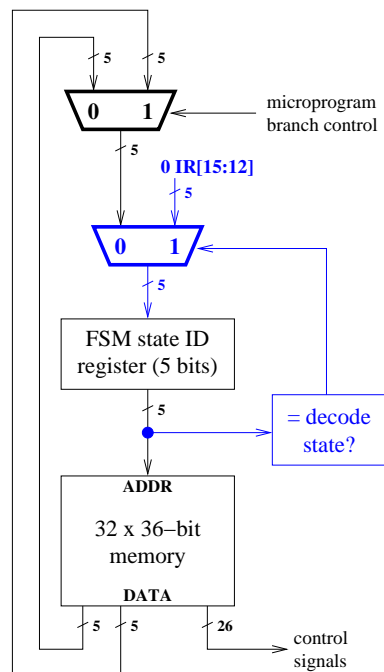 5
5
0
1
microprogram
branch control
5
0 IR[15:12]
5
0
1
5
FSM state ID
register (5 bits)
5
= decode
state?
ADDR
32 x 36−bit
memory
DATA
5
5
26
control
signals